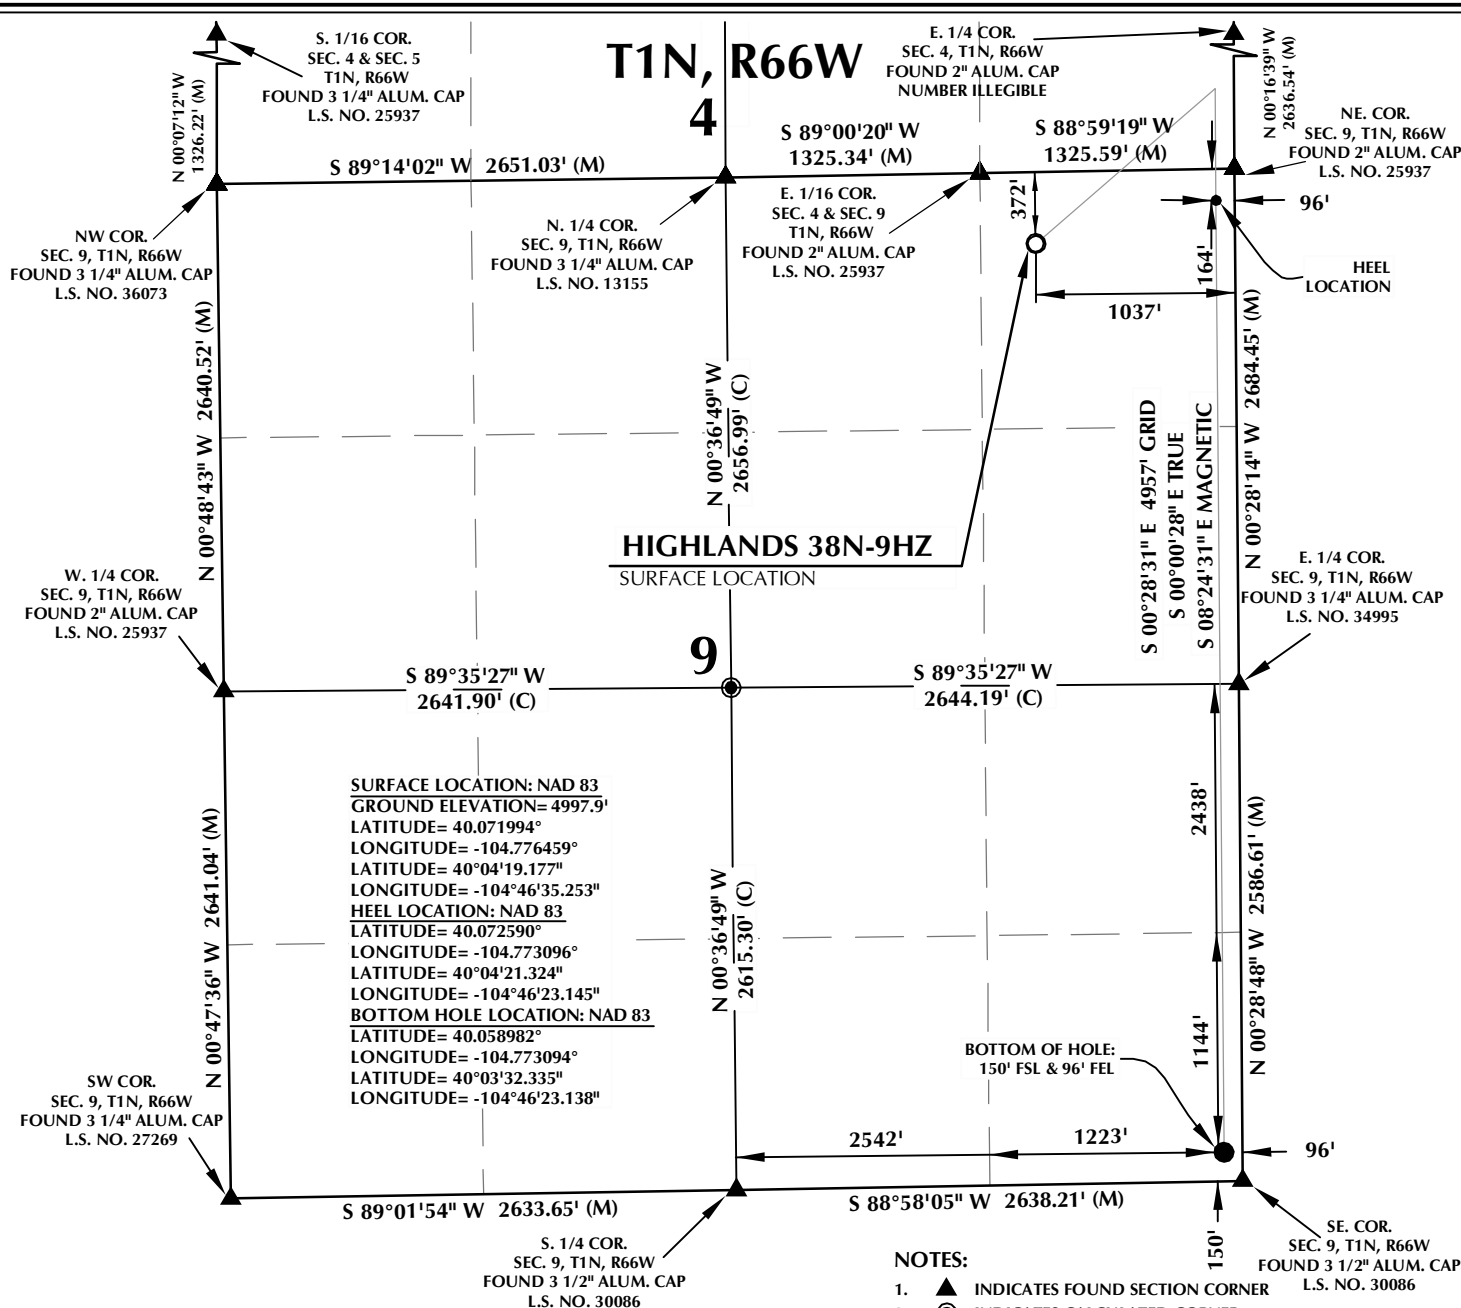 S. 1/16 COR.
SEC. 4 & SEC. 5
T1N, R66W
FOUND 3 1/4" ALUM. CAP
L.S. NO. 25937
T1N, R66W
4
E. 1/4 COR.
SEC. 4, T1N, R66W
FOUND 2" ALUM. CAP
NUMBER ILLEGIBLE
N 00°07'12" W
1326.22' (M)
N 00°16'39" W
2636.54' (M)
NE. COR.
SEC. 9, T1N, R66W
FOUND 2" ALUM. CAP
L.S. NO. 25937
S 89°14'02" W 2651.03' (M)
S 89°00'20" W
1325.34' (M)
S 88°59'19" W
1325.59' (M)
NW COR.
SEC. 9, T1N, R66W
FOUND 3 1/4" ALUM. CAP
L.S. NO. 36073
N. 1/4 COR.
SEC. 9, T1N, R66W
FOUND 3 1/4" ALUM. CAP
L.S. NO. 13155
E. 1/16 COR.
SEC. 4 & SEC. 9
T1N, R66W
FOUND 2" ALUM. CAP
L.S. NO. 25937
372'
96'
164'
HEEL
LOCATION
1037'
N 00°48'43" W 2640.52' (M)
N 00°36'49" W
2656.99' (C)
S 00°28'31" E 4957' GRID
S 00°00'28" E TRUE
S 08°24'31" E MAGNETIC
N 00°28'14" W 2684.45' (M)
HIGHLANDS 38N-9HZ
SURFACE LOCATION
W. 1/4 COR.
SEC. 9, T1N, R66W
FOUND 2" ALUM. CAP
L.S. NO. 25937
E. 1/4 COR.
SEC. 9, T1N, R66W
FOUND 3 1/4" ALUM. CAP
L.S. NO. 34995
9
S 89°35'27" W
2641.90' (C)
S 89°35'27" W
2644.19' (C)
SURFACE LOCATION: NAD 83
GROUND ELEVATION= 4997.9'
LATITUDE= 40.071994°
LONGITUDE= -104.776459°
LATITUDE= 40°04'19.177"
LONGITUDE= -104°46'35.253"
HEEL LOCATION: NAD 83
LATITUDE= 40.072590°
LONGITUDE= -104.773096°
LATITUDE= 40°04'21.324"
LONGITUDE= -104°46'23.145"
BOTTOM HOLE LOCATION: NAD 83
LATITUDE= 40.058982°
LONGITUDE= -104.773094°
LATITUDE= 40°03'32.335"
LONGITUDE= -104°46'23.138"
N 00°47'36" W 2641.04' (M)
N 00°36'49" W
2615.30' (C)
2438'
1144'
N 00°28'48" W 2586.61' (M)
BOTTOM OF HOLE:
150' FSL & 96' FEL
SW COR.
SEC. 9, T1N, R66W
FOUND 3 1/4" ALUM. CAP
L.S. NO. 27269
2542'
1223'
96'
S 89°01'54" W 2633.65' (M)
S 88°58'05" W 2638.21' (M)
150'
S. 1/4 COR.
SEC. 9, T1N, R66W
FOUND 3 1/2" ALUM. CAP
L.S. NO. 30086
SE. COR.
SEC. 9, T1N, R66W
FOUND 3 1/2" ALUM. CAP
L.S. NO. 30086
NOTES:
1. INDICATES FOUND SECTION CORNER